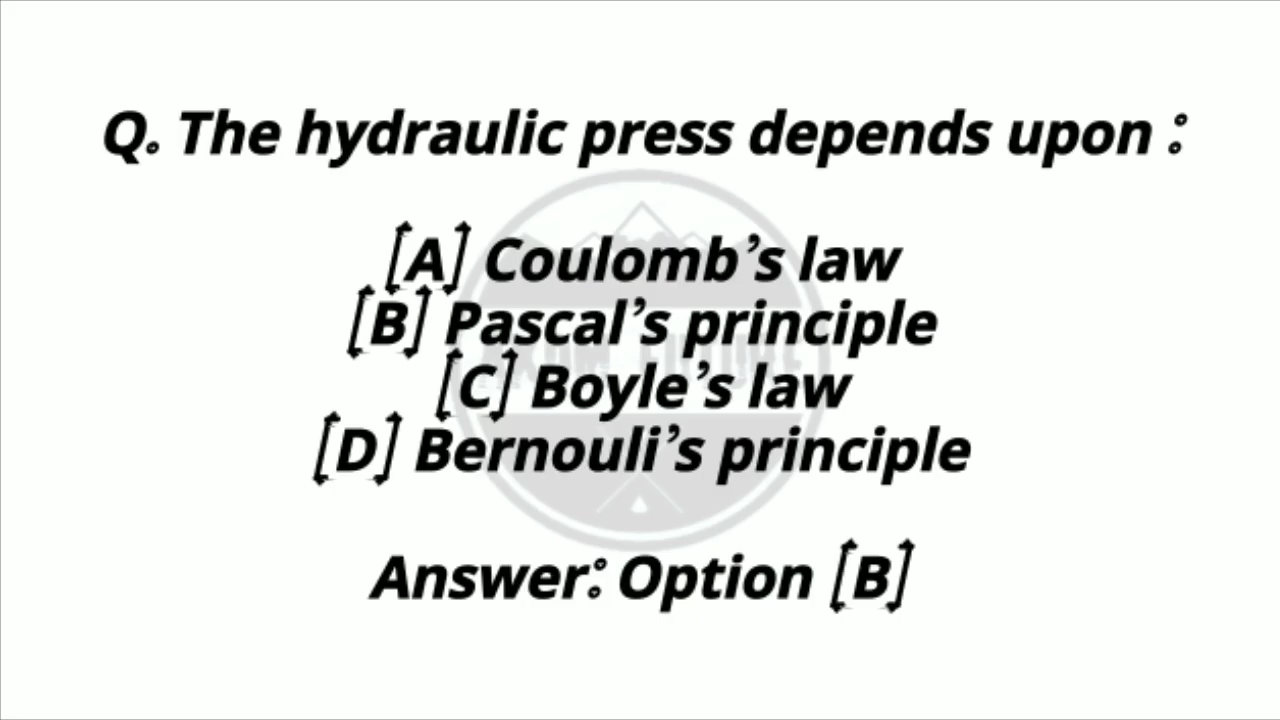 Q. The hydraulic press depends upon :
[A] Coulomb's law
[B] Pascal's principle
[C] Boyle's law
[D] Bernouli's principle
Answer: Option [B]